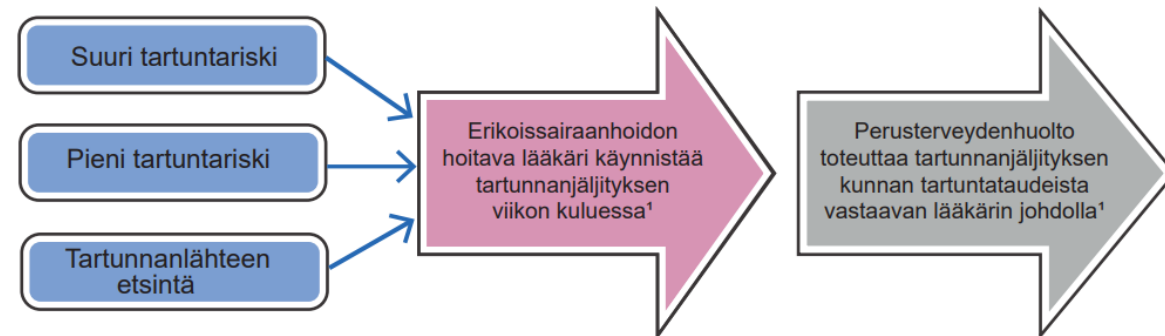 Suuri tartuntariski
Pieni tartuntariski
Tartunnanlähteen
etsintä
Erikoissairaanhoidon
hoitava lääkäri käynnistää
tartunnanjäljityksen
viikon kuluessa¹
Perusterveydenhuolto
toteuttaa tartunnanjäljityksen
kunnan tartuntataudeista
vastaavan lääkärin johdolla¹